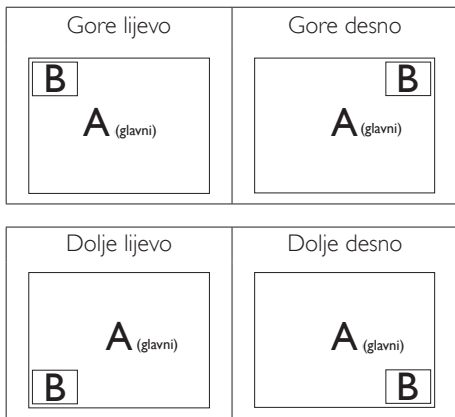 Gore lijevo
B
A (glavni)
Gore desno
B
A (glavni)
Dolje lijevo
A (glavni)
B
Dolje desno
A (glavni)
B